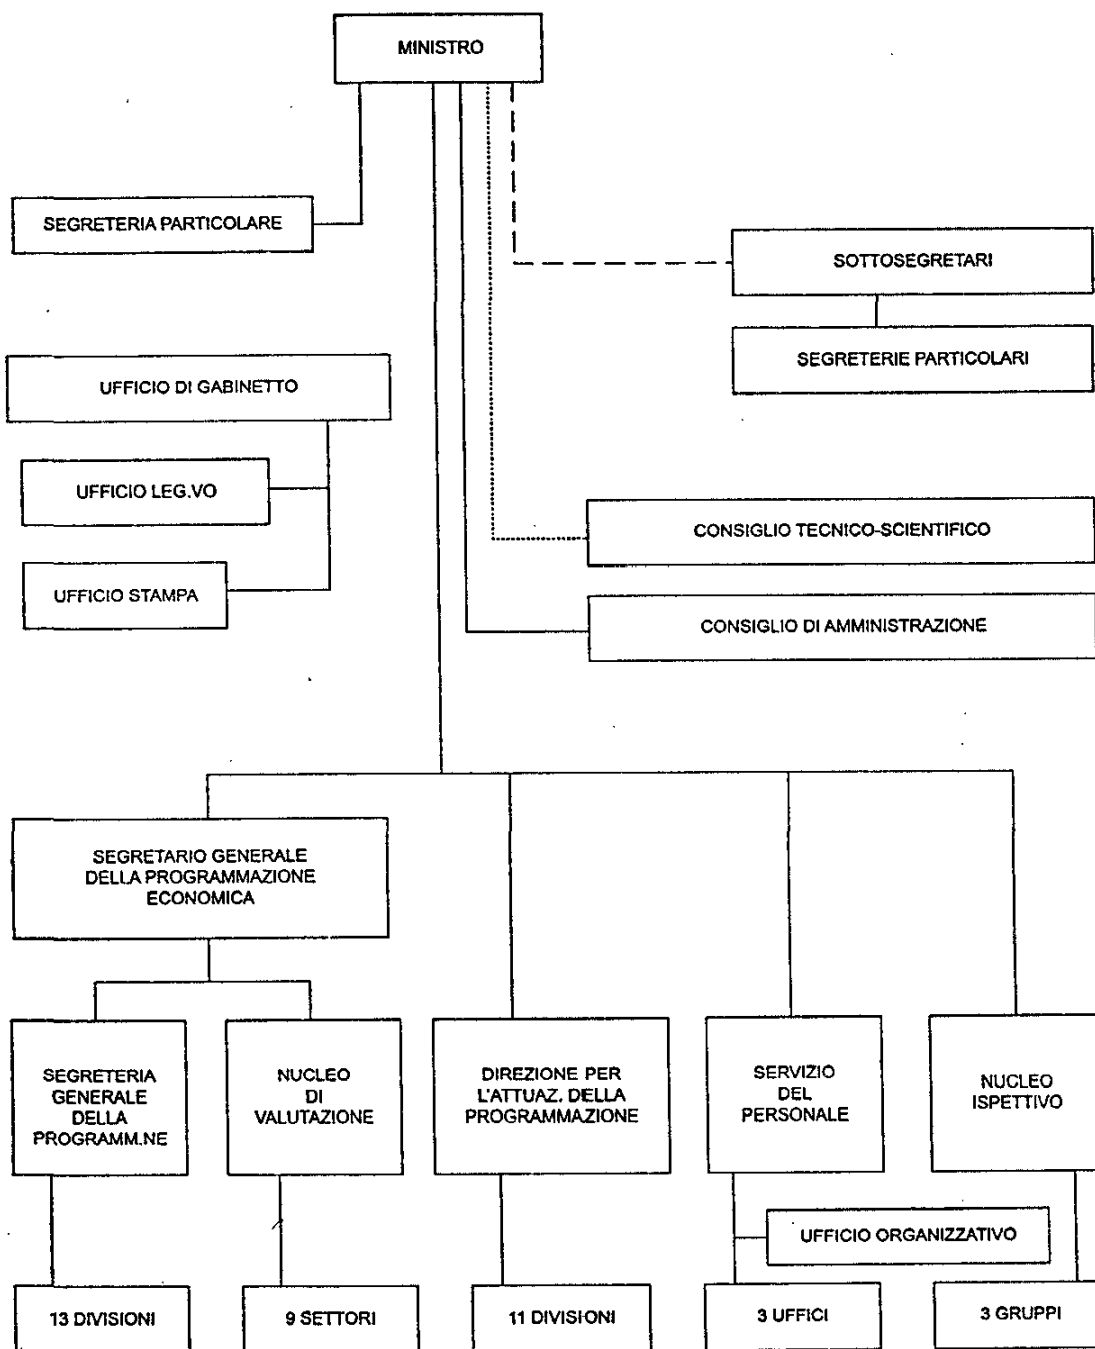 MINISTRO
SEGRETERIA PARTICOLARE
SOTTOSEGRETARI
SEGRETERIE PARTICOLARI
UFFICIO DI GABINETTO
UFFICIO LEG.VO
UFFICIO STAMPA
CONSIGLIO TECNICO-SCIENTIFICO
CONSIGLIO DI AMMINISTRAZIONE
SEGRETARIO GENERALE
DELLA PROGRAMMAZIONE
ECONOMICA
SEGRETERIA
GENERALE
DELLA
PROGRAMM.NE
NUCLEO
DI
VALUTAZIONE
DIREZIONE PER
L'ATTUAZ. DELLA
PROGRAMMAZIONE
SERVIZIO
DEL
PERSONALE
NUCLEO
ISPETTIVO
UFFICIO ORGANIZZATIVO
13 DIVISIONI
9 SETTORI
11 DIVISIONI
3 UFFICI
3 GRUPPI